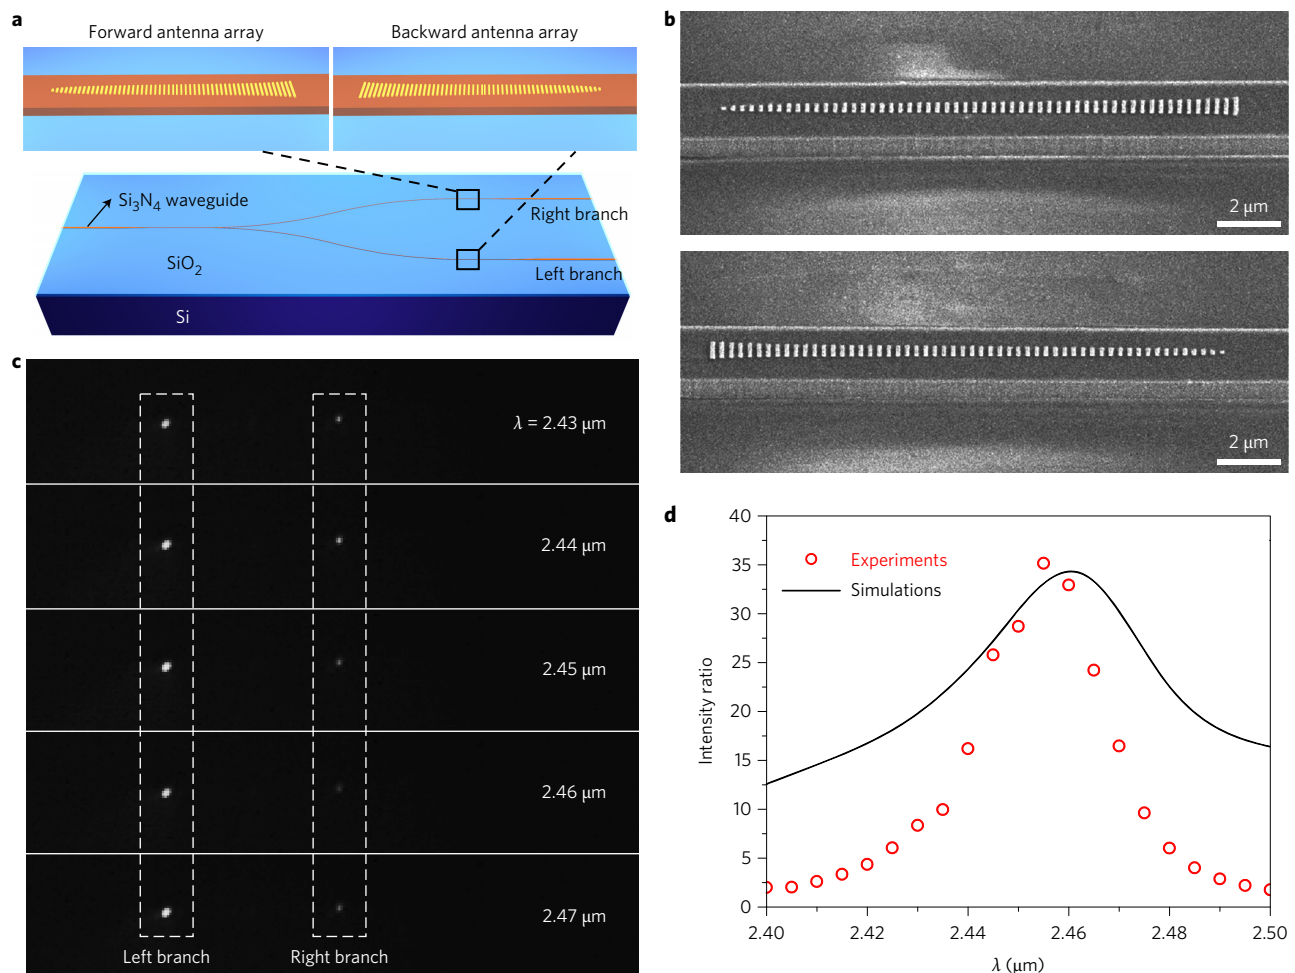 a
Forward antenna array
Backward antenna array
Si3N4 waveguide
Right branch
SiO2
Left branch
Si
b
2 μm
2 μm
c
λ = 2.43 μm
2.44 μm
2.45 μm
2.46 μm
2.47 μm
Left branch
Right branch
d
40
35
30
25
20
15
10
5
0
Intensity ratio
Experiments
Simulations
2.40
2.42
2.44
2.46
2.48
2.50
λ (μm)